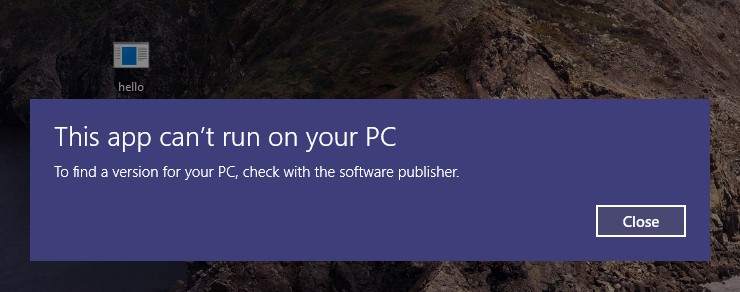 hello
This app can’t run on your PC
To find a version for your PC, check with the software publisher.
Close